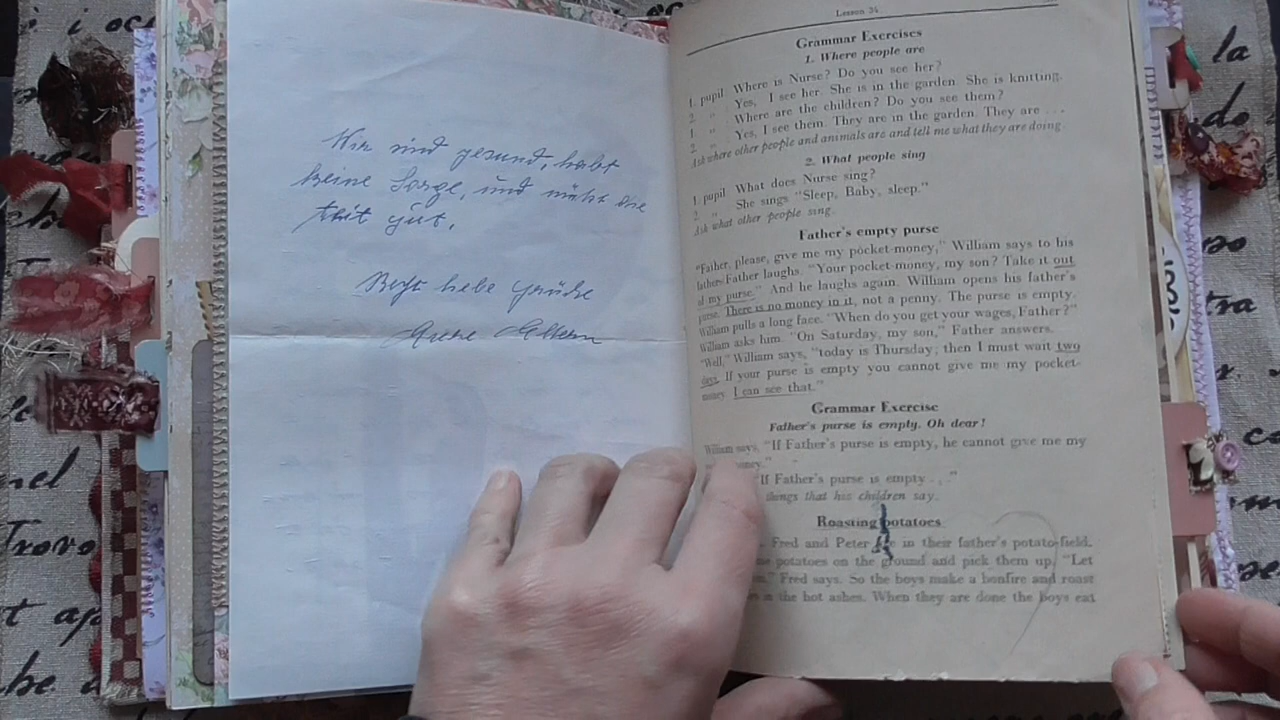 Wir sind gesund, habt
keine Sorge, und nützt die
Zeit gut.
Recht liebe Grüße
Eure Eltern
Lesson 34.
Grammar Exercises
1. Where people are
1. pupil Where is Nurse? Do you see her?
2. „ Yes, I see her. She is in the garden. She is knitting.
1. „ Where are the children? Do you see them?
2. „ Yes, I see them. They are in the garden. They are ...
Ask where other people and animals are and tell me what they are doing.
2. What people sing
1. pupil What does Nurse sing?
2. „ She sings "Sleep, Baby, sleep."
Ask what other people sing.
Father's empty purse
"Father, please, give me my pocket-money," William says to his
father. Father laughs. "Your pocket-money, my son? Take it out
of my purse." And he laughs again. William opens his father's
purse. There is no money in it, not a penny. The purse is empty.
William pulls a long face. "When do you get your wages, Father?"
William asks him. "On Saturday, my son," Father answers.
"Well," William says, "today is Thursday; then I must wait two
days. If your purse is empty you cannot give me my pocket-
money. I can see that."
Grammar Exercise
Father's purse is empty. Oh dear!
William says, "If Father's purse is empty, he cannot give me my
money."
"If Father's purse is empty . . ."
things that his children say.
Roasting potatoes
Fred and Peter are in their father's potato-field.
potatoes on the ground and pick them up. "Let
Fred says. So the boys make a bonfire and roast
in the hot ashes. When they are done the boys eat
la
do
tra
nel
Trovo